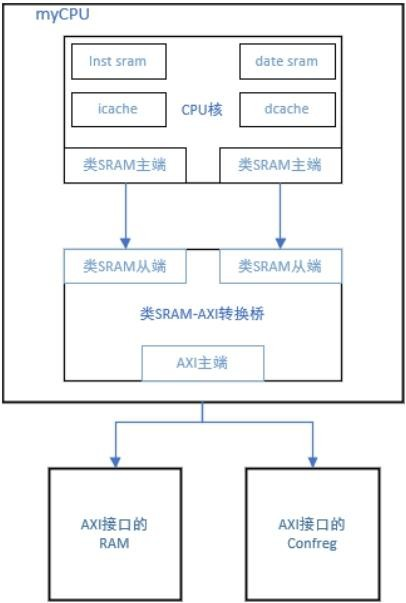 myCPU
Inst sram
date sram
icache
CPU核
dcache
类SRAM主端
类SRAM主端
类SRAM从端
类SRAM从端
类SRAM-AXI转换桥
AXI主端
AXI接口的
RAM
AXI接口的
Confreg